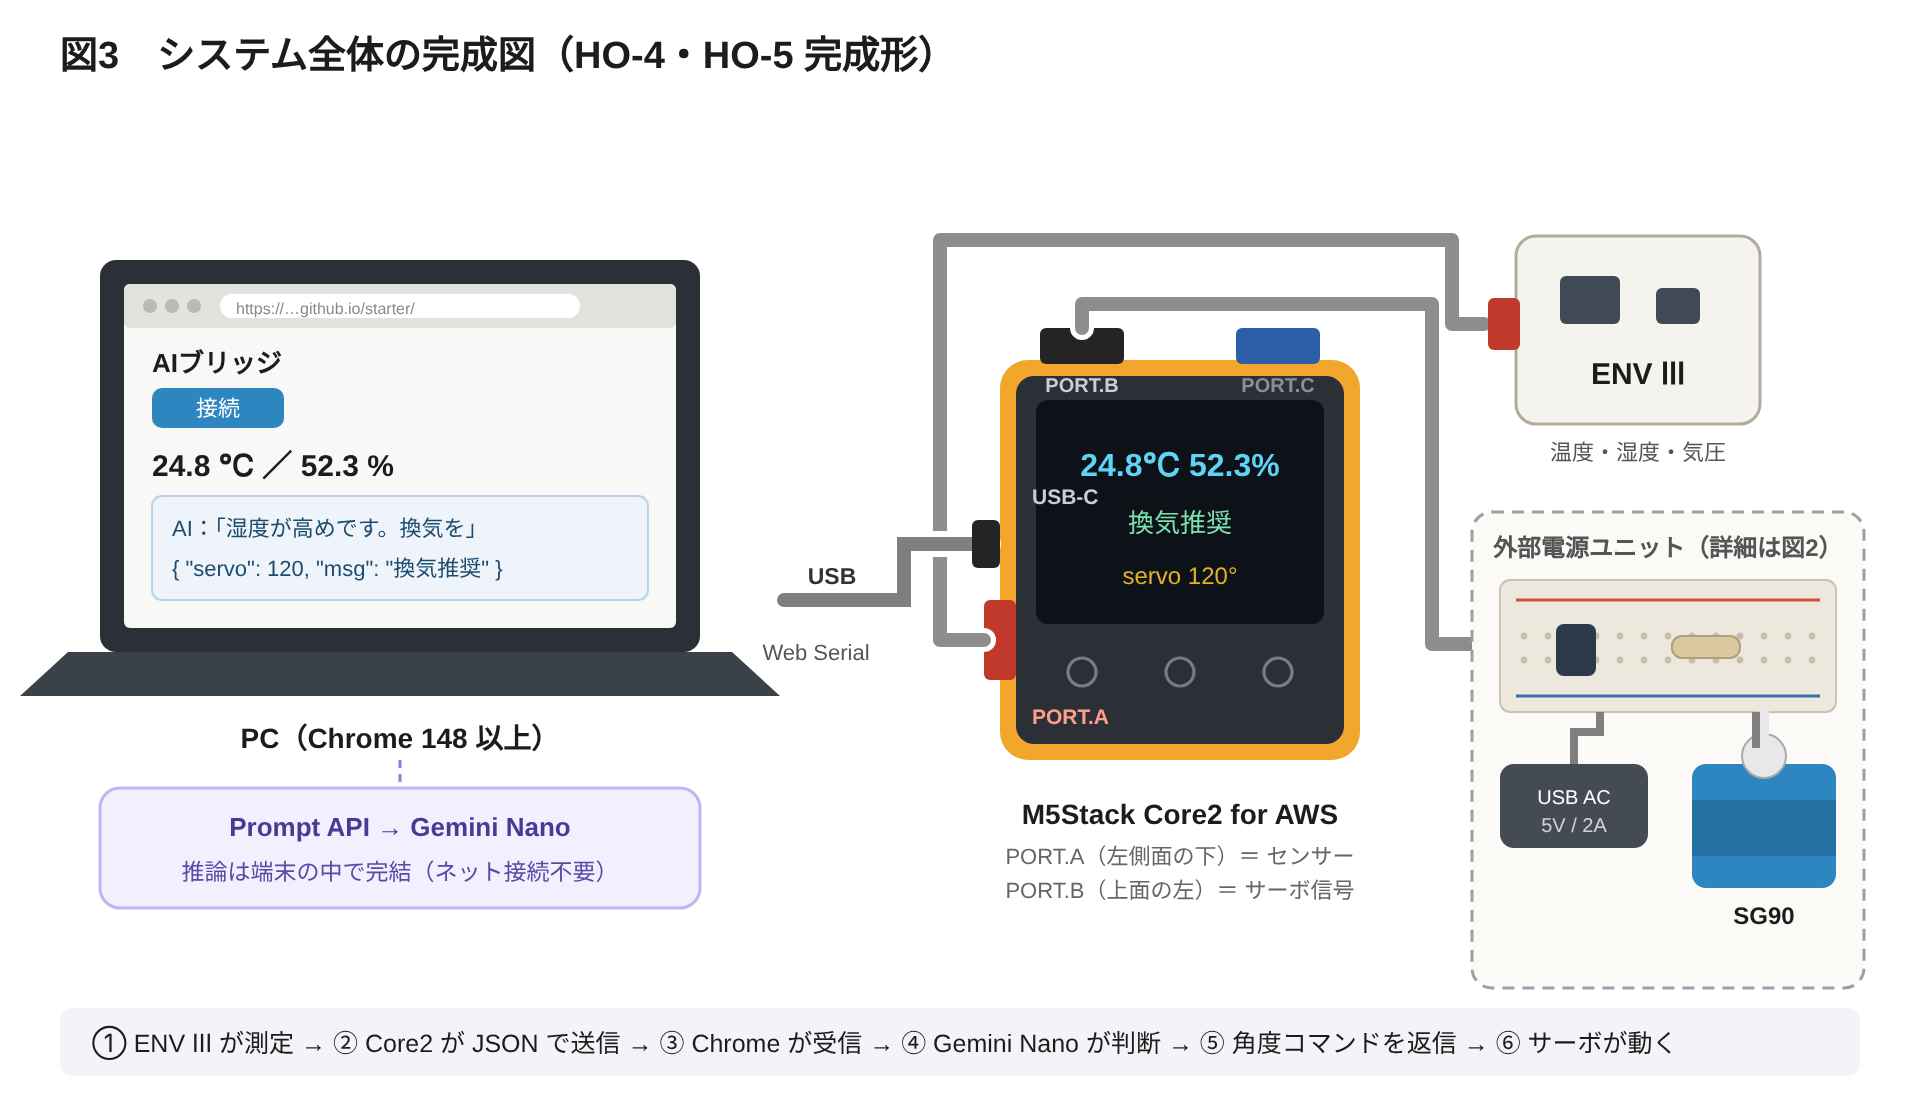 図3　システム全体の完成図（HO-4・HO-5 完成形）
https://…github.io/starter/
AIブリッジ
接続
24.8 ℃ ／ 52.3 %
AI：「湿度が高めです。換気を」
{ "servo": 120, "msg": "換気推奨" }
USB
Web Serial
PC（Chrome 148 以上）
Prompt API → Gemini Nano
推論は端末の中で完結（ネット接続不要）
PORT.B
PORT.C
24.8℃ 52.3%
USB-C
換気推奨
servo 120°
PORT.A
M5Stack Core2 for AWS
PORT.A（左側面の下）＝ センサー
PORT.B（上面の左）＝ サーボ信号
ENV Ⅲ
温度・湿度・気圧
外部電源ユニット（詳細は図2）
USB AC
5V / 2A
SG90
① ENV III が測定 → ② Core2 が JSON で送信 → ③ Chrome が受信 → ④ Gemini Nano が判断 → ⑤ 角度コマンドを返信 → ⑥ サーボが動く